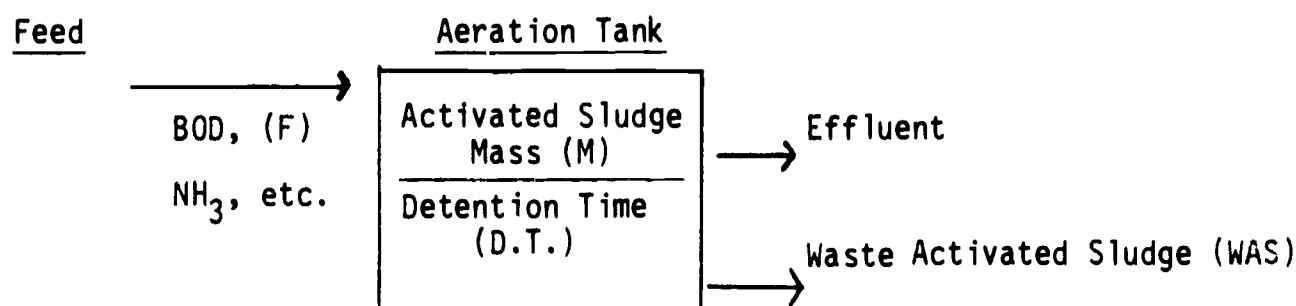 Feed
Aeration Tank
BOD, (F)
NH3, etc.
Activated Sludge
Mass (M)
Detention Time
(D.T.)
Effluent
Waste Activated Sludge (WAS)